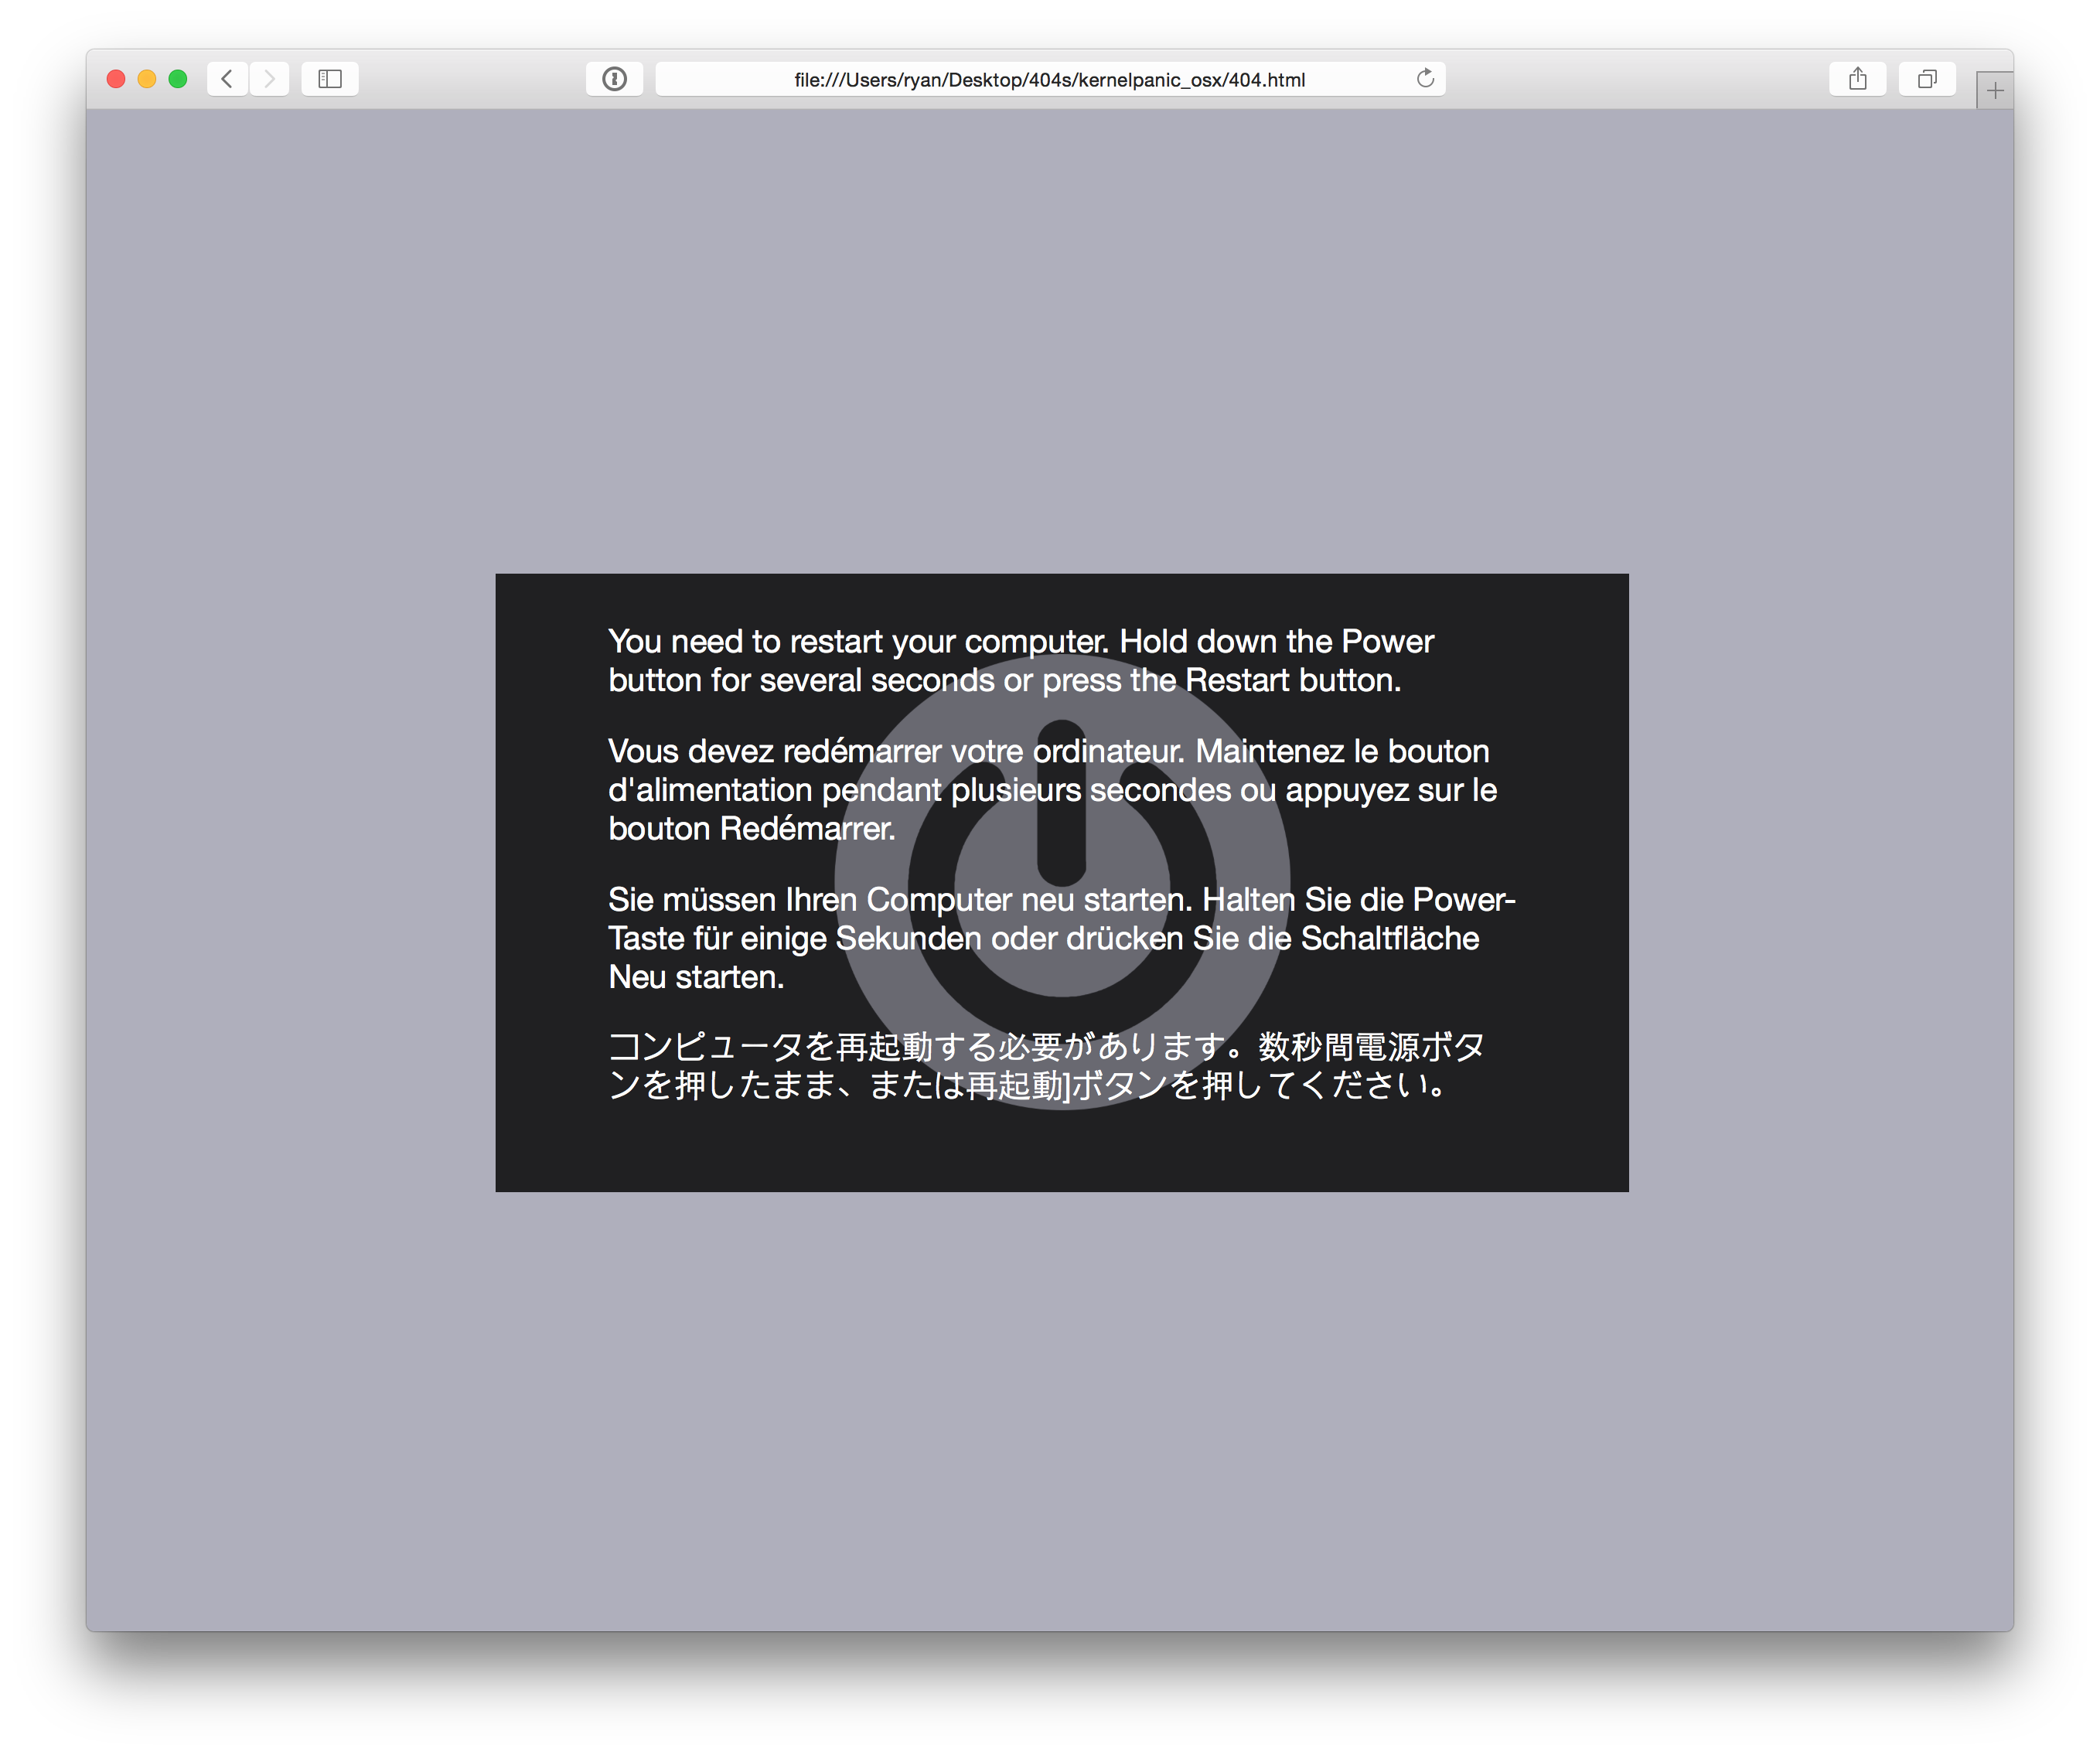 file:///Users/ryan/Desktop/404s/kernelpanic_osx/404.html
You need to restart your computer. Hold down the Power
button for several seconds or press the Restart button.
Vous devez redémarrer votre ordinateur. Maintenez le bouton
d'alimentation pendant plusieurs secondes ou appuyez sur le
bouton Redémarrer.
Sie müssen Ihren Computer neu starten. Halten Sie die Power-
Taste für einige Sekunden oder drücken Sie die Schaltfläche
Neu starten.
コンピュータを再起動する必要があります。数秒間電源ボタ
ンを押したまま、または再起動]ボタンを押してください。